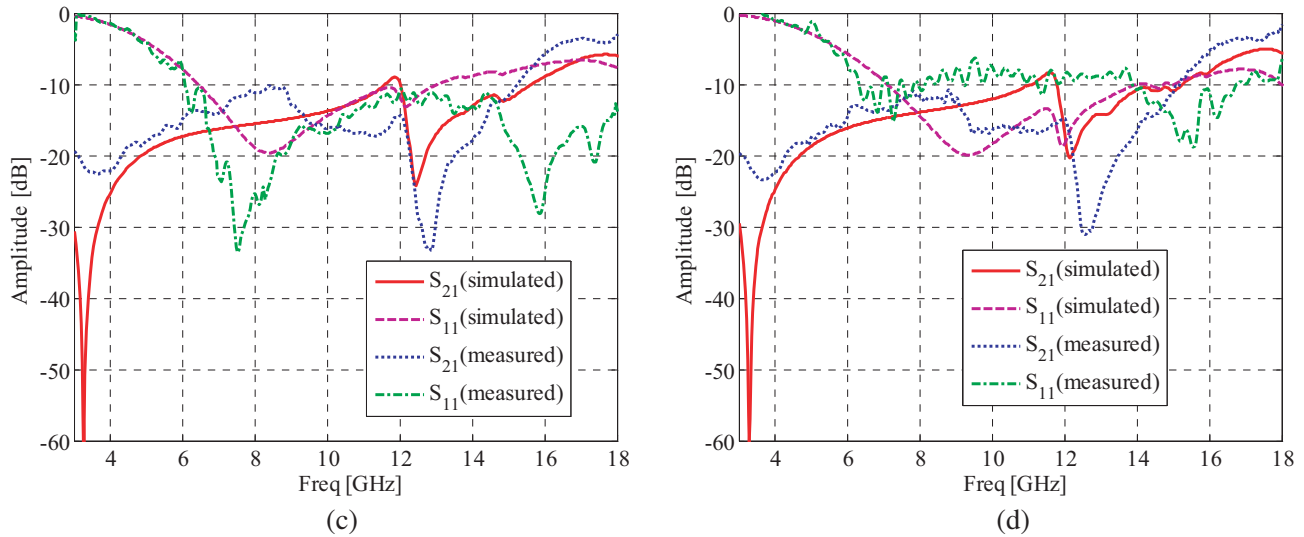 0
-10
-20
-30
-40
-50
-60
Amplitude [dB]
4 6 8 10 12 14 16 18
Freq [GHz]
S21(simulated)
S11(simulated)
S21(measured)
S11(measured)
(c)
0
-10
-20
-30
-40
-50
-60
Amplitude [dB]
4 6 8 10 12 14 16 18
Freq [GHz]
S21(simulated)
S11(simulated)
S21(measured)
S11(measured)
(d)